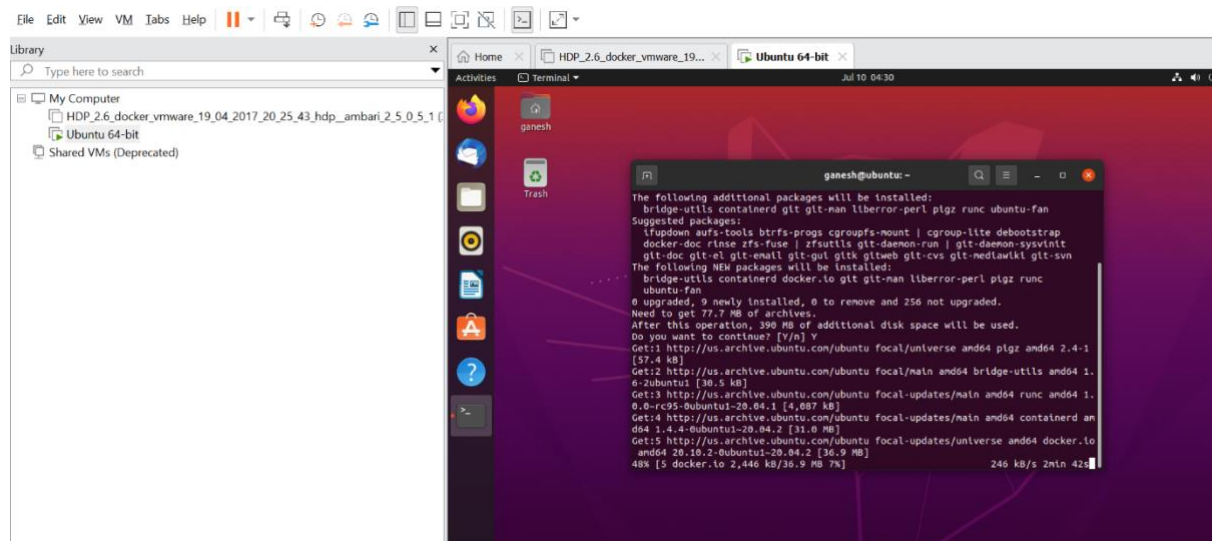 File Edit View VM Tabs Help
Library
Type here to search
My Computer
HDP_2.6_docker_vmware_19_04_2017_20_25_43_hdp__ambari_2_5_0_5_1 (
Ubuntu 64-bit
Shared VMs (Deprecated)
Home
HDP_2.6_docker_vmware_19...
Ubuntu 64-bit
Activities
Terminal
Jul 10 04:30
ganesh
Trash
ganesh@ubuntu: ~
The following additional packages will be installed:
bridge-utils containerd git git-man liberror-perl pigz runc ubuntu-fan
Suggested packages:
ifupdown aufs-tools btrfs-progs cgroupfs-mount | cgroup-lite debootstrap
docker-doc rinse zfs-fuse | zfsutils git-daemon-run | git-daemon-sysvinit
git-doc git-el git-email git-gui gitk gitweb git-cvs git-mediawiki git-svn
The following NEW packages will be installed:
bridge-utils containerd docker.io git git-man liberror-perl pigz runc
ubuntu-fan
0 upgraded, 9 newly installed, 0 to remove and 256 not upgraded.
Need to get 77.7 MB of archives.
After this operation, 390 MB of additional disk space will be used.
Do you want to continue? [Y/n] Y
Get:1 http://us.archive.ubuntu.com/ubuntu focal/universe amd64 pigz amd64 2.4-1
[57.4 kB]
Get:2 http://us.archive.ubuntu.com/ubuntu focal/main amd64 bridge-utils amd64 1.
6-2ubuntu1 [30.5 kB]
Get:3 http://us.archive.ubuntu.com/ubuntu focal-updates/main amd64 runc amd64 1.
0.0~rc95-0ubuntu1~20.04.1 [4,087 kB]
Get:4 http://us.archive.ubuntu.com/ubuntu focal-updates/main amd64 containerd am
d64 1.4.4-0ubuntu1~20.04.2 [31.0 MB]
Get:5 http://us.archive.ubuntu.com/ubuntu focal-updates/universe amd64 docker.io
amd64 20.10.2-0ubuntu1~20.04.2 [36.9 MB]
48% [5 docker.io 2,446 kB/36.9 MB 7%] 246 kB/s 2min 42s